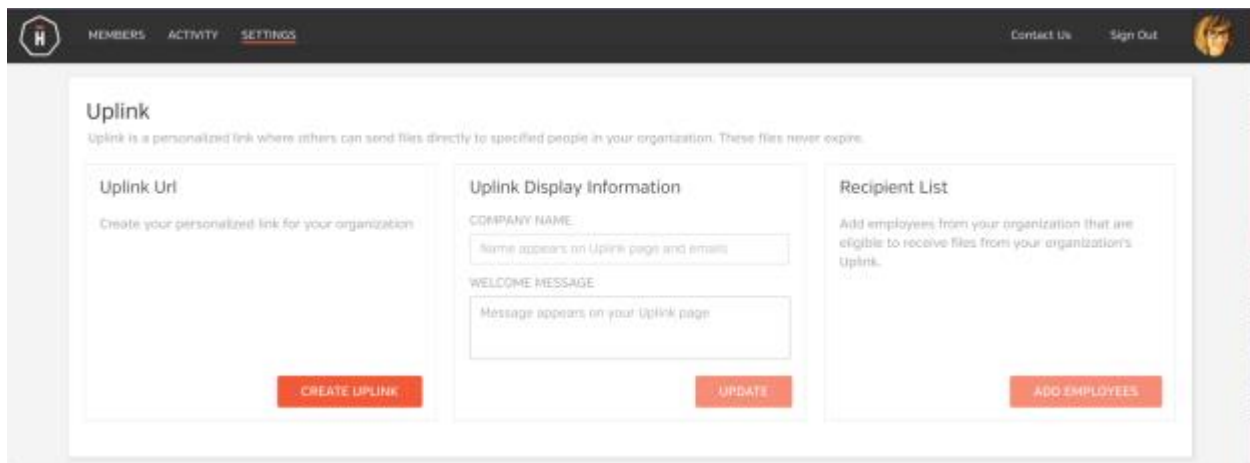 H
MEMBERS ACTIVITY SETTINGS Contact Us Sign Out
Uplink
Uplink is a personalized link where others can send files directly to specified people in your organization. These files never expire.
Uplink Url
Create your personalized link for your organization
CREATE UPLINK
Uplink Display Information
COMPANY NAME
Name appears on Uplink page and emails
WELCOME MESSAGE
Message appears on your Uplink page
UPDATE
Recipient List
Add employees from your organization that are
eligible to receive files from your organization's
Uplink.
ADD EMPLOYEES